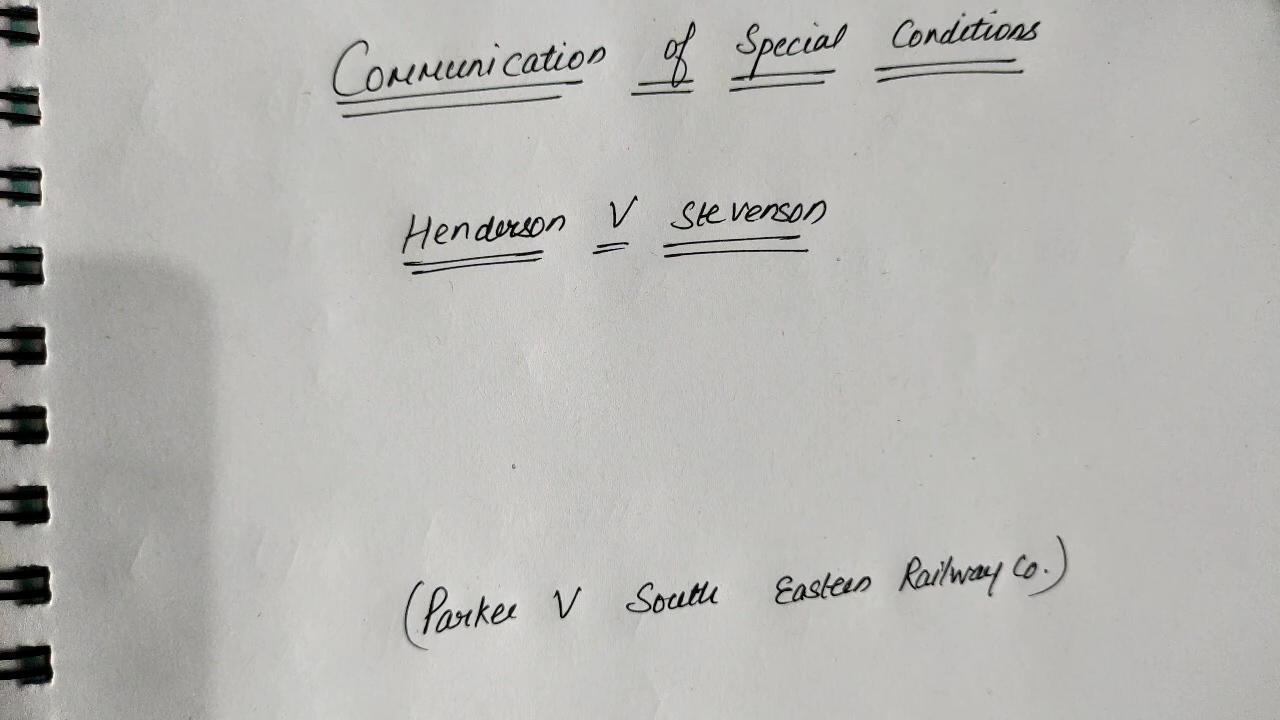 Communication of Special Conditions
Henderson V Stevenson
(Parker V South Eastern Railway Co.)